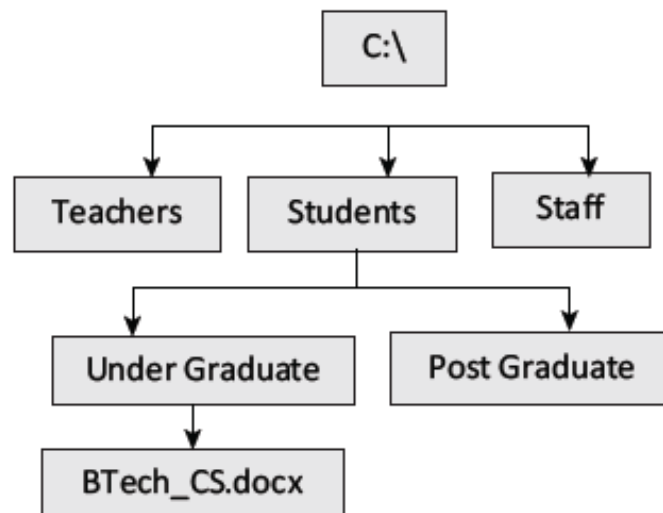 C:\
Teachers
Students
Staff
Under Graduate
Post Graduate
BTech_CS.docx